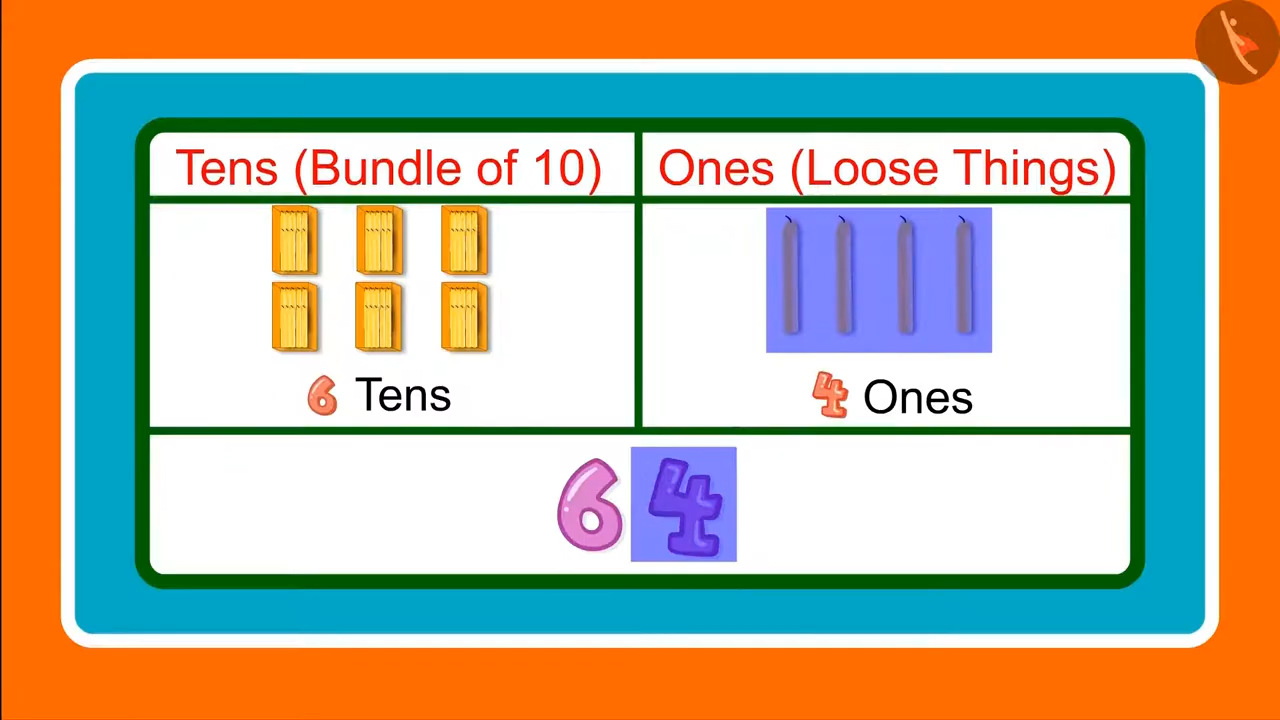 Tens (Bundle of 10)
Ones (Loose Things)
6 Tens
4 Ones
64